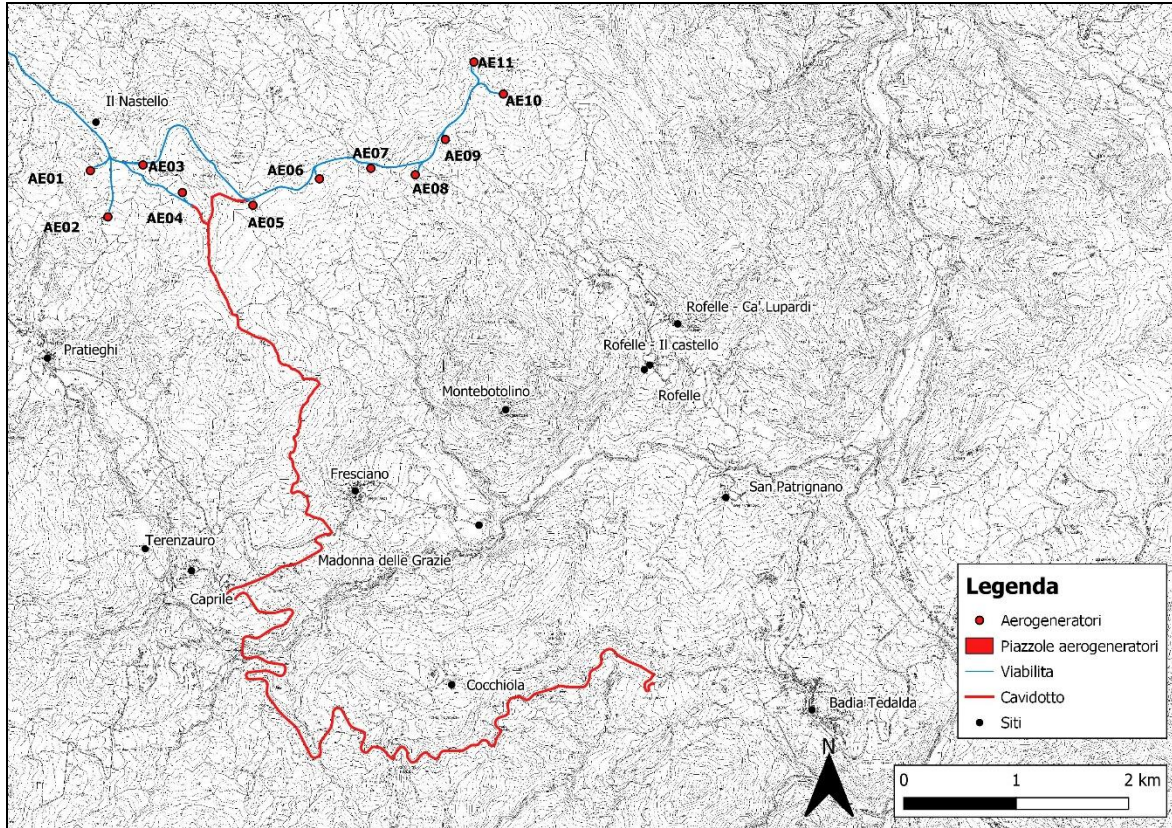 AE11
AE10
Il Nastello
AE09
AE03
AE07
AE06
AE01
AE08
AE04
AE02
AE05
Rofelle - Ca' Lupardi
Rofelle - Il castello
Pratieghi
Montebotolino
Rofelle
Fresciano
San Patrignano
Terenzauro
Madonna delle Grazie
Caprile
Cocchiola
Badia Tedalda
N
Legenda
Aerogeneratori
Piazzole aerogeneratori
Viabilita
Cavidotto
Siti
0 1 2 km